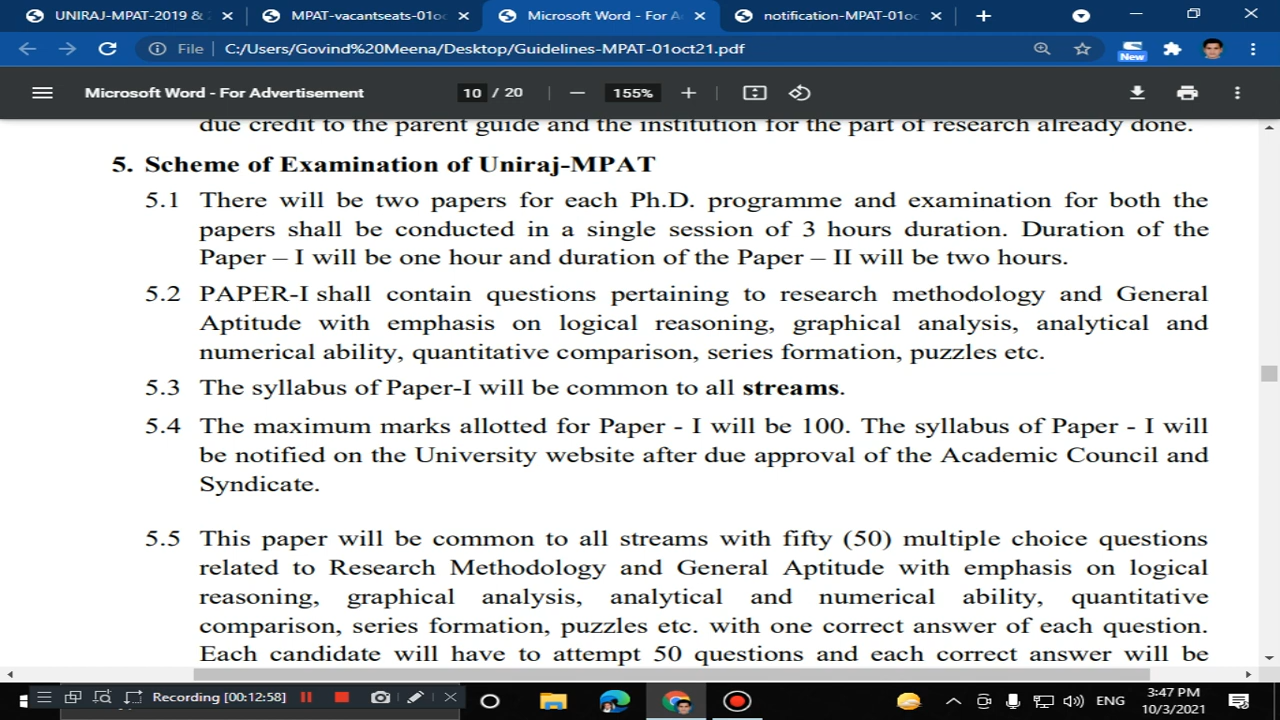 UNIRAJ-MPAT-2019 &
MPAT-vacantseats-01oc
Microsoft Word - For A
notification-MPAT-01oc
File
C:/Users/Govind%20Meena/Desktop/Guidelines-MPAT-01oct21.pdf
New
Microsoft Word - For Advertisement
10 / 20
155%
due credit to the parent guide and the institution for the part of research already done.
5. Scheme of Examination of Uniraj-MPAT
5.1 There will be two papers for each Ph.D. programme and examination for both the
papers shall be conducted in a single session of 3 hours duration. Duration of the
Paper – I will be one hour and duration of the Paper – II will be two hours.
5.2 PAPER-I shall contain questions pertaining to research methodology and General
Aptitude with emphasis on logical reasoning, graphical analysis, analytical and
numerical ability, quantitative comparison, series formation, puzzles etc.
5.3 The syllabus of Paper-I will be common to all streams.
5.4 The maximum marks allotted for Paper - I will be 100. The syllabus of Paper - I will
be notified on the University website after due approval of the Academic Council and
Syndicate.
5.5 This paper will be common to all streams with fifty (50) multiple choice questions
related to Research Methodology and General Aptitude with emphasis on logical
reasoning, graphical analysis, analytical and numerical ability, quantitative
comparison, series formation, puzzles etc. with one correct answer of each question.
Each candidate will have to attempt 50 questions and each correct answer will be
Recording [00:12:58]
ENG
3:47 PM
10/3/2021